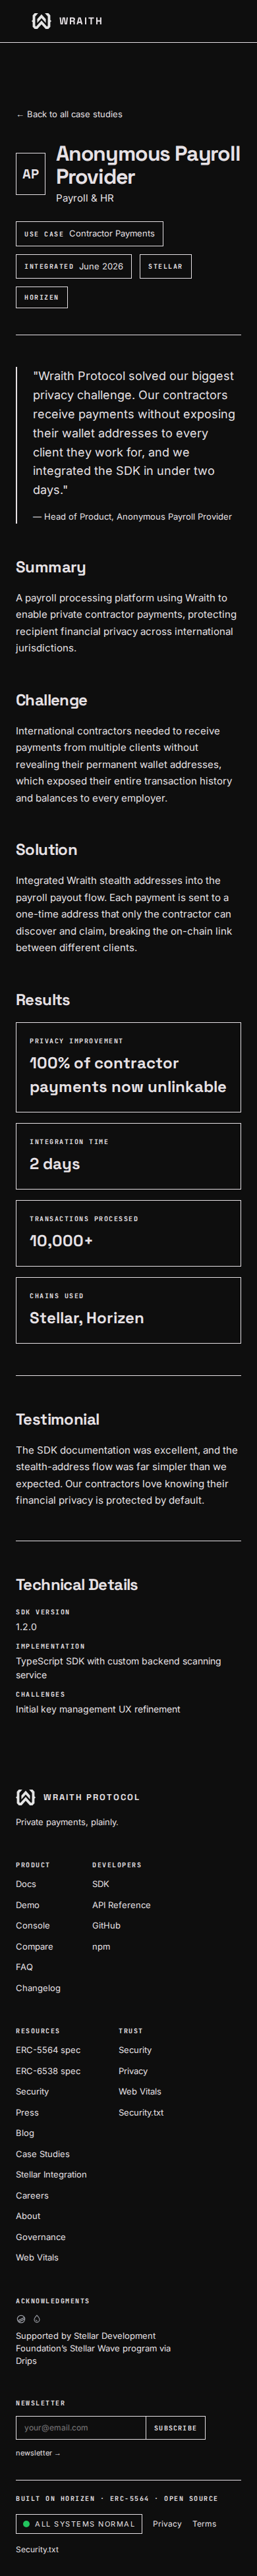 WRAITH
← Back to all case studies
AP
Anonymous Payroll
Provider
Payroll & HR
USE CASE Contractor Payments
INTEGRATED June 2026
STELLAR
HORIZEN
"Wraith Protocol solved our biggest
privacy challenge. Our contractors
receive payments without exposing
their wallet addresses to every
client they work for, and we
integrated the SDK in under two
days."
— Head of Product, Anonymous Payroll Provider
Summary
A payroll processing platform using Wraith to
enable private contractor payments, protecting
recipient financial privacy across international
jurisdictions.
Challenge
International contractors needed to receive
payments from multiple clients without
revealing their permanent wallet addresses,
which exposed their entire transaction history
and balances to every employer.
Solution
Integrated Wraith stealth addresses into the
payroll payout flow. Each payment is sent to a
one-time address that only the contractor can
discover and claim, breaking the on-chain link
between different clients.
Results
PRIVACY IMPROVEMENT
100% of contractor
payments now unlinkable
INTEGRATION TIME
2 days
TRANSACTIONS PROCESSED
10,000+
CHAINS USED
Stellar, Horizen
Testimonial
The SDK documentation was excellent, and the
stealth-address flow was far simpler than we
expected. Our contractors love knowing their
financial privacy is protected by default.
Technical Details
SDK VERSION
1.2.0
IMPLEMENTATION
TypeScript SDK with custom backend scanning
service
CHALLENGES
Initial key management UX refinement
WRAITH PROTOCOL
Private payments, plainly.
PRODUCT
Docs
Demo
Console
Compare
FAQ
Changelog
DEVELOPERS
SDK
API Reference
GitHub
npm
RESOURCES
ERC-5564 spec
ERC-6538 spec
Security
Press
Blog
Case Studies
Stellar Integration
Careers
About
Governance
Web Vitals
TRUST
Security
Privacy
Web Vitals
Security.txt
ACKNOWLEDGMENTS
Supported by Stellar Development
Foundation's Stellar Wave program via
Drips
NEWSLETTER
your@email.com
SUBSCRIBE
newsletter →
BUILT ON HORIZEN · ERC-5564 · OPEN SOURCE
ALL SYSTEMS NORMAL
Privacy
Terms
Security.txt